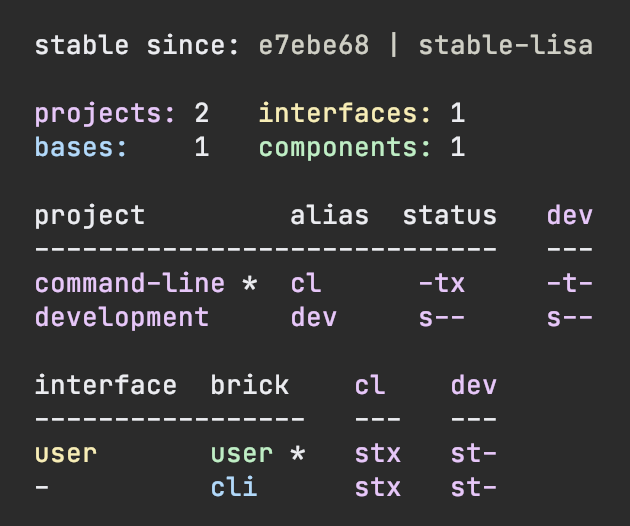 stable since: e7ebe68 | stable-lisa
projects: 2   interfaces: 1
bases:    1   components: 1
project         alias  status   dev
-----------------------------   ---
command-line *  cl      -tx     -t-
development     dev     s--     s--
interface  brick    cl    dev
-----------------   ---   ---
user       user *   stx   st-
-          cli      stx   st-